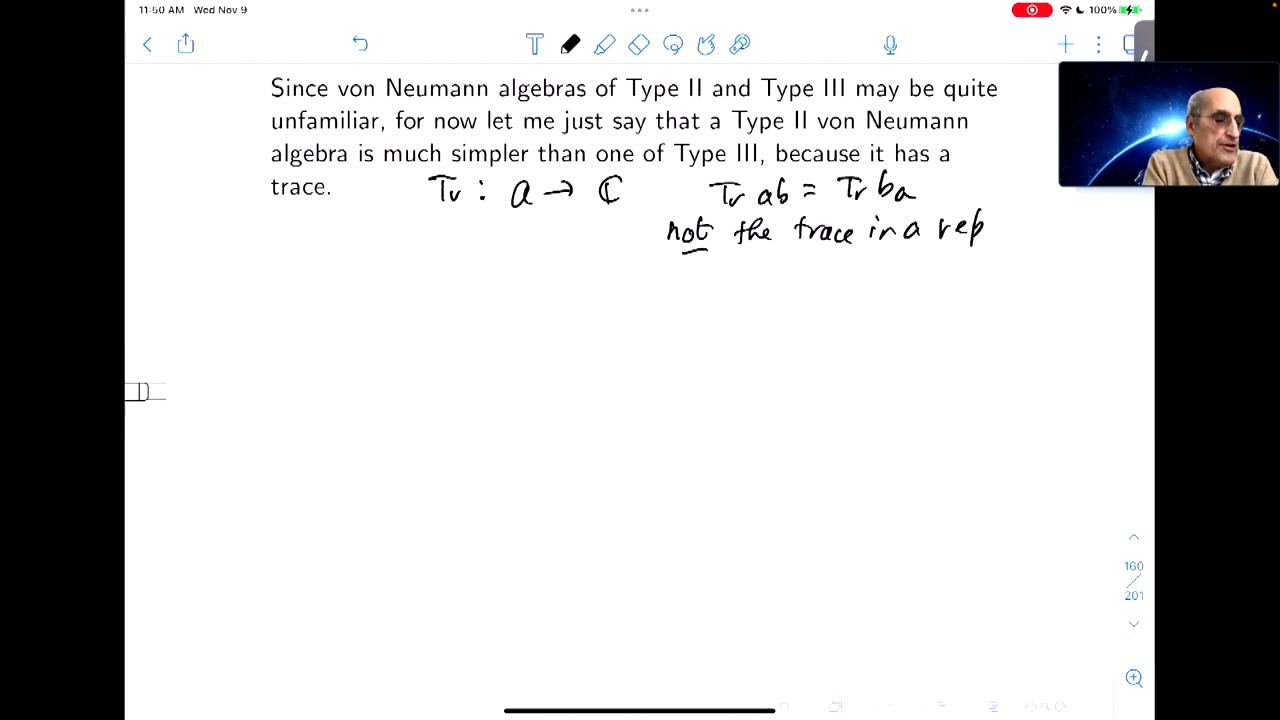 11:50 AM Wed Nov 9
100%
Since von Neumann algebras of Type II and Type III may be quite
unfamiliar, for now let me just say that a Type II von Neumann
algebra is much simpler than one of Type III, because it has a
trace. Tr : a → ℂ Tr ab = Tr ba
not the trace in a rep
160
201